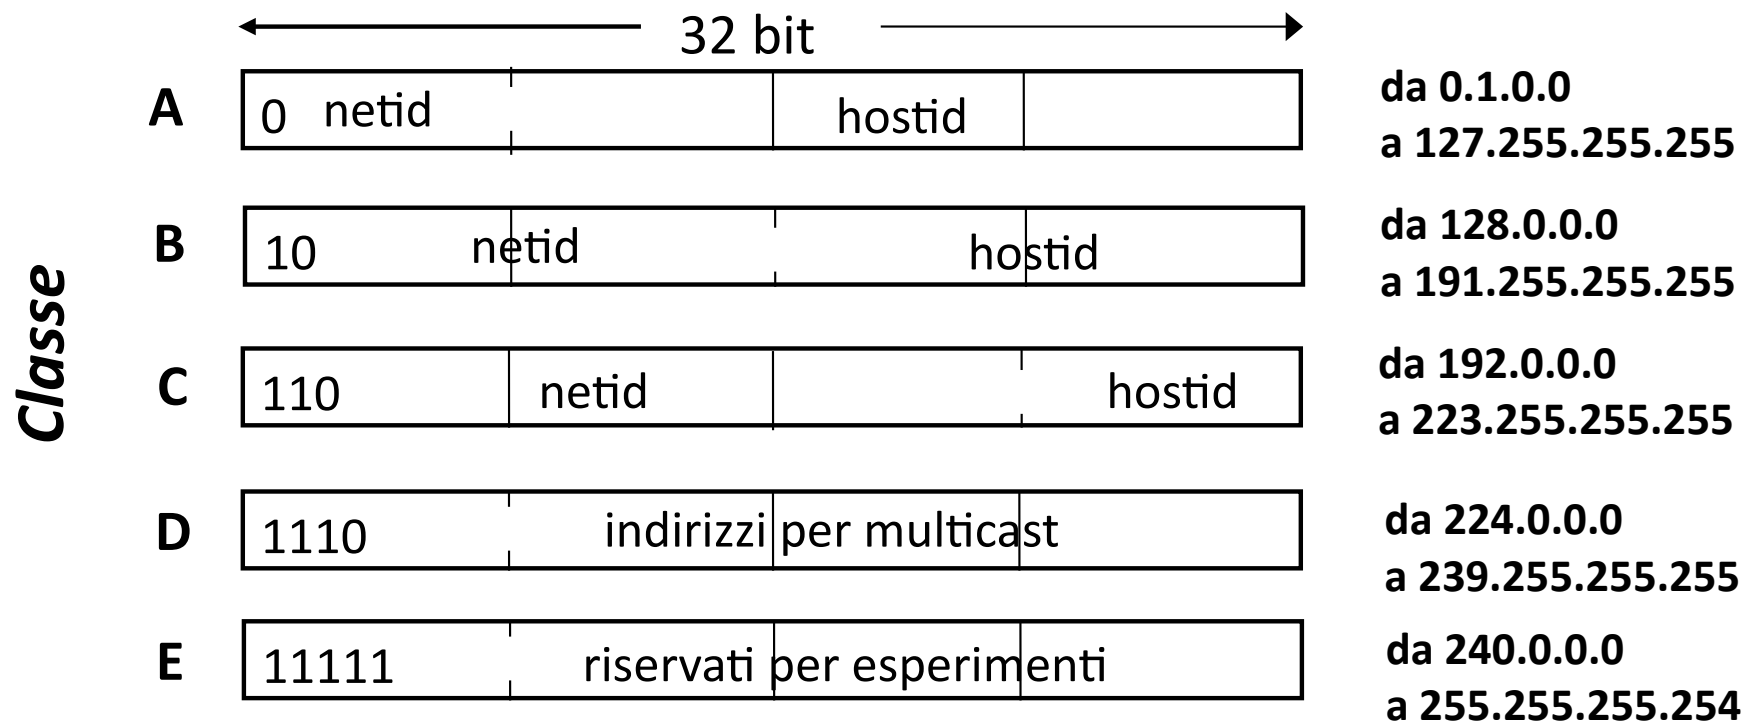 32 bit
Classe
A
0 netid hostid
da 0.1.0.0
a 127.255.255.255
B
10 netid hostid
da 128.0.0.0
a 191.255.255.255
C
110 netid hostid
da 192.0.0.0
a 223.255.255.255
D
1110 indirizzi per multicast
da 224.0.0.0
a 239.255.255.255
E
11111 riservati per esperimenti
da 240.0.0.0
a 255.255.255.254